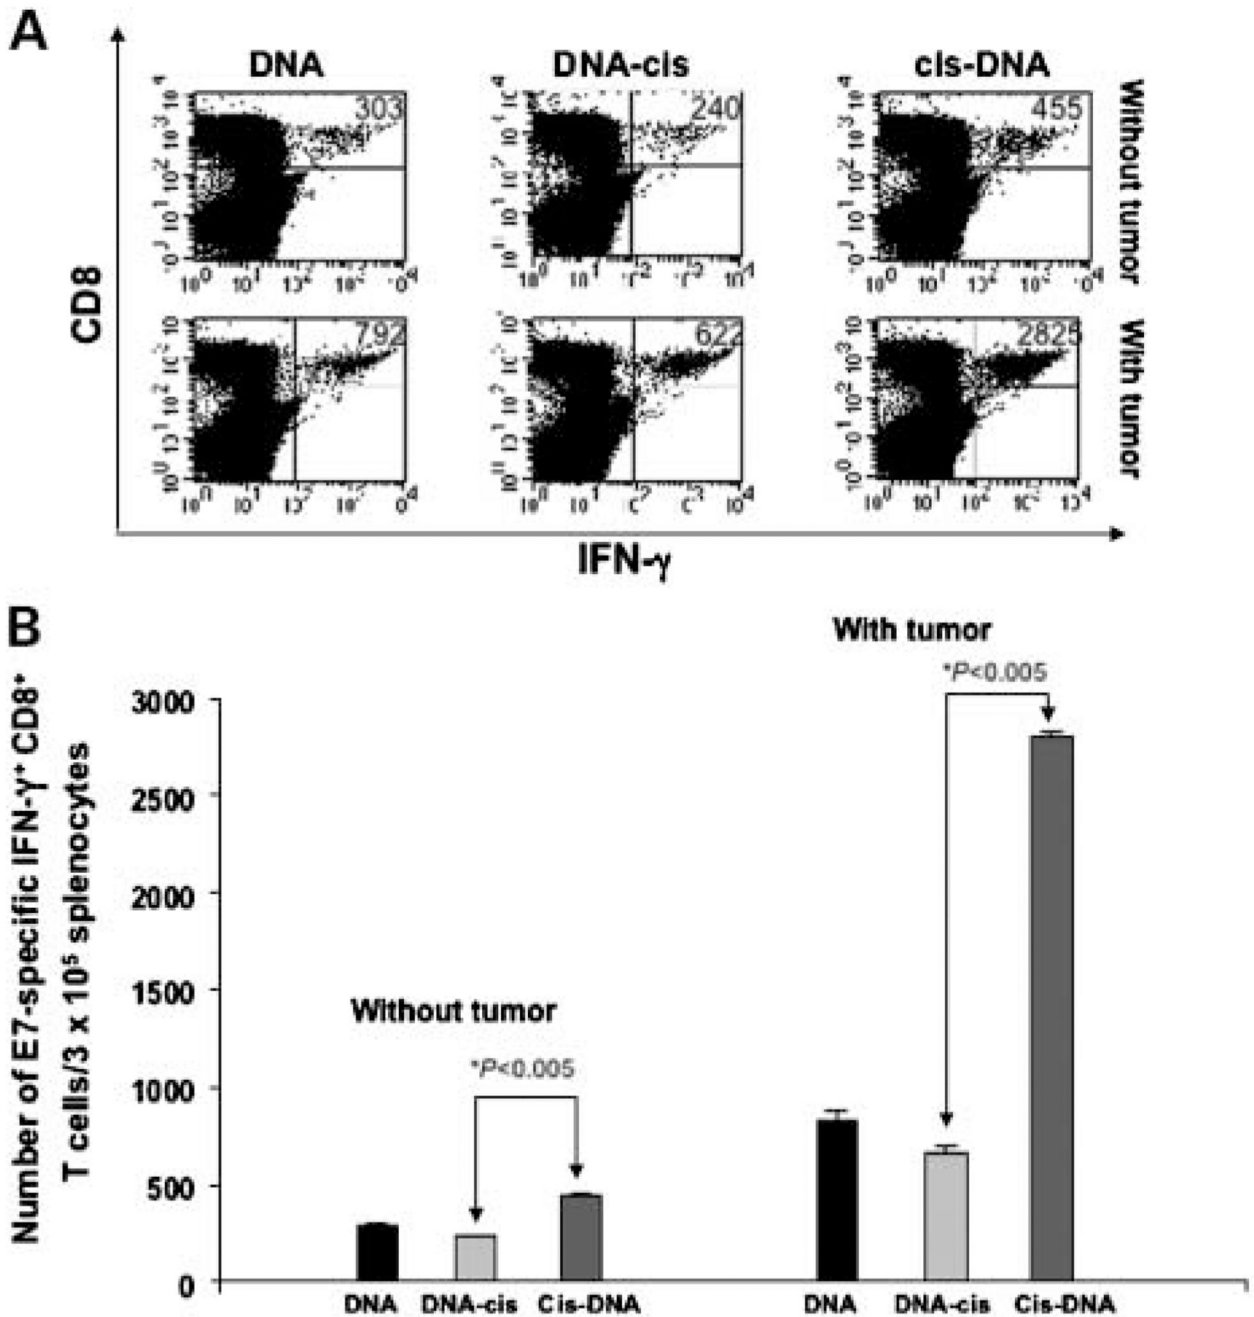 A
DNA DNA-cis cis-DNA
303 240 455
Without tumor
CD8
792 622 2825
With tumor
10⁰ 10¹
IFN-γ
B
With tumor
*P<0.005
Number of E7-specific IFN-γ⁺ CD8⁺
T cells/3 x 10⁵ splenocytes
3000
2500
2000
1500
Without tumor
*P<0.005
1000
500
0
DNA DNA-cis Cis-DNA DNA DNA-cis Cis-DNA